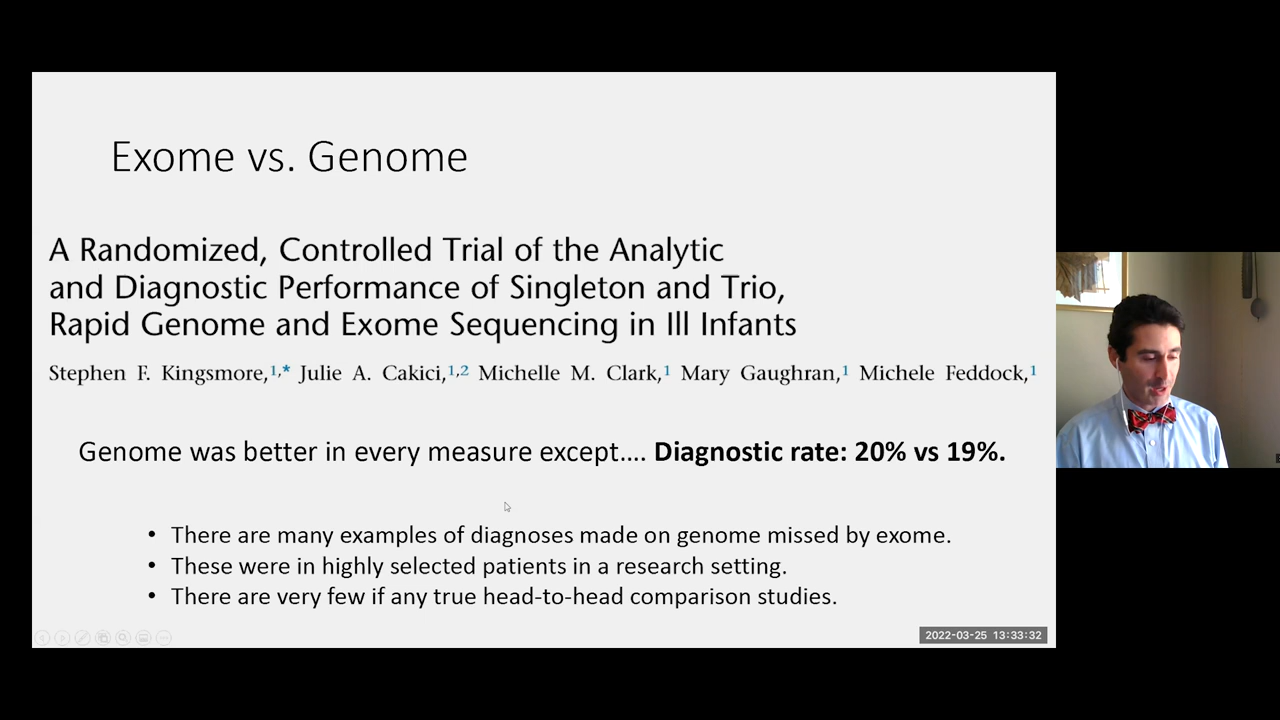 Exome vs. Genome
A Randomized, Controlled Trial of the Analytic
and Diagnostic Performance of Singleton and Trio,
Rapid Genome and Exome Sequencing in Ill Infants
Stephen F. Kingsmore,1,* Julie A. Cakici,1,2 Michelle M. Clark,1 Mary Gaughran,1 Michele Feddock,1
Genome was better in every measure except.... Diagnostic rate: 20% vs 19%.
• There are many examples of diagnoses made on genome missed by exome.
• These were in highly selected patients in a research setting.
• There are very few if any true head-to-head comparison studies.
2022-03-25 13:33:32